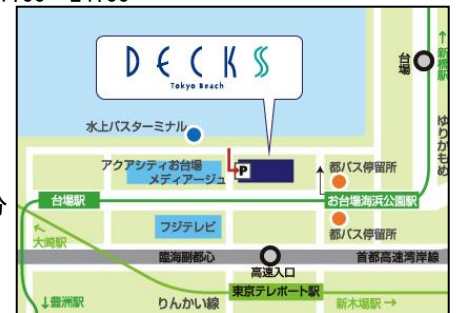 DECKS
Tokyo Beach
台場
↑新橋駅
ゆりかもめ
水上バスターミナル
アクアシティお台場
メディアージュ
P
都バス停留所
台場駅
お台場海浜公園駅
分
フジテレビ
都バス停留所
←大崎駅
臨海副都心
高速入口
首都高速湾岸線
東京テレポート駅
↓豊洲駅
りんかい線
新木場駅→